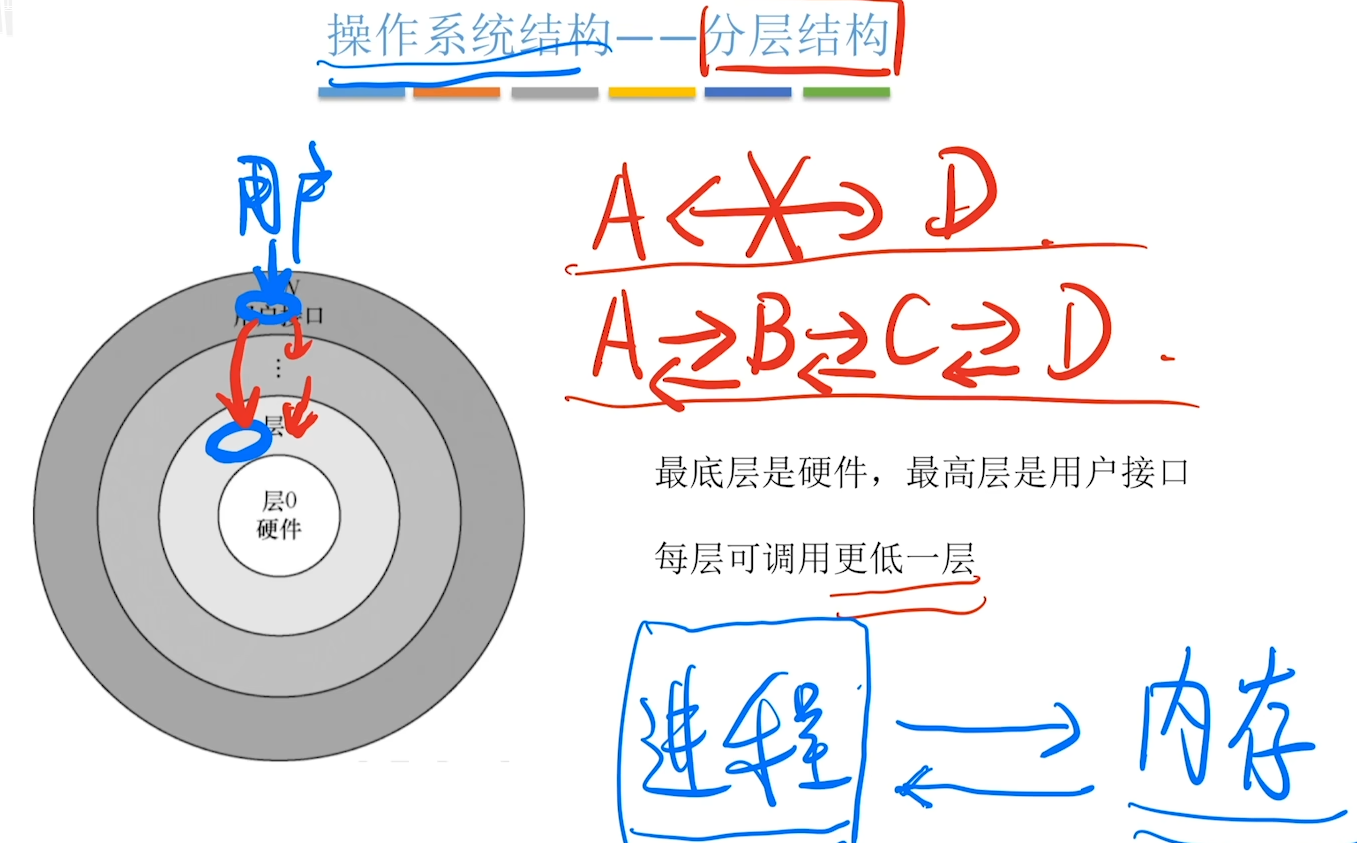 操作系统结构——分层结构
用户
A D
A B C D
用户接口
⋮
层
层0
硬件
最底层是硬件，最高层是用户接口
每层可调用更低一层
进程 内存